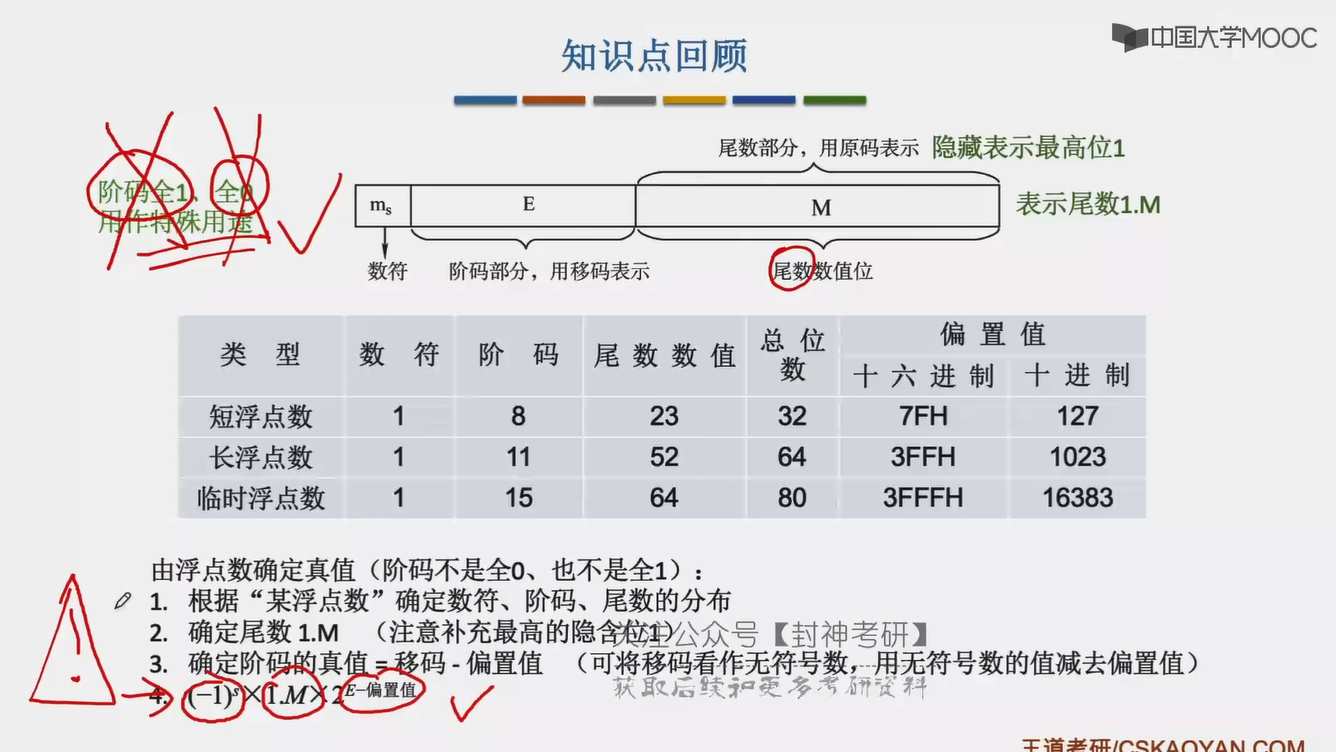 中国大学MOOC
知识点回顾
尾数部分，用原码表示 隐藏表示最高位1
阶码全1、全0
用作特殊用途
ms E M
表示尾数1.M
数符 阶码部分，用移码表示 尾数数值位
类 型 数 符 阶 码 尾数数值 总位数 偏置值
十六进制 十进制
短浮点数 1 8 23 32 7FH 127
长浮点数 1 11 52 64 3FFH 1023
临时浮点数 1 15 64 80 3FFFH 16383
由浮点数确定真值（阶码不是全0、也不是全1）：
1. 根据“某浮点数”确定数符、阶码、尾数的分布
2. 确定尾数 1.M （注意补充最高的隐含位1）
关注公众号【封神考研】
3. 确定阶码的真值 = 移码 - 偏置值 （可将移码看作无符号数，用无符号数的值减去偏置值）
获取后续和更多考研资料
4. (−1)^s×1.M×2^E−偏置值
王道考研/CSKAOYAN.COM